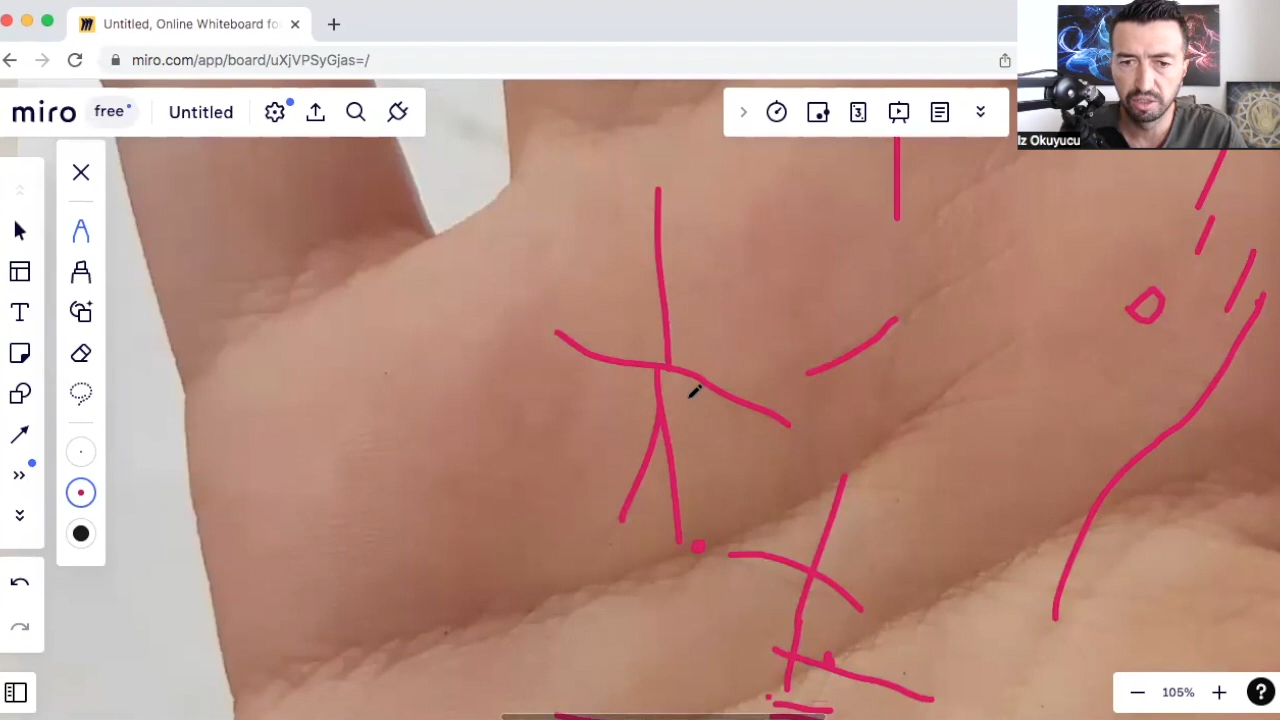 Untitled, Online Whiteboard fo
miro.com/app/board/uXjVPSyGjas=/
miro
free
Untitled
3
Iz Okuyucu
T
105%
?